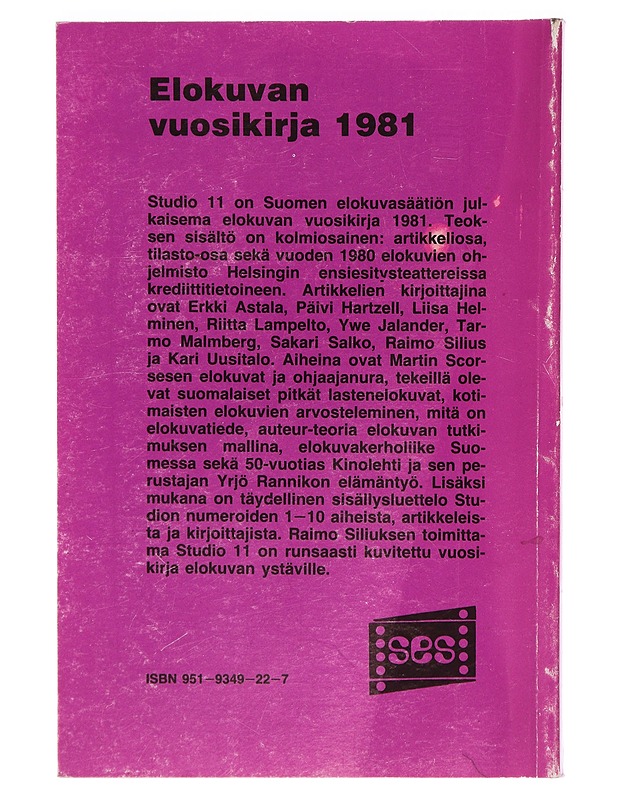 Elokuvan
vuosikirja 1981
Studio 11 on Suomen elokuvasäätiön jul-
kaisema elokuvan vuosikirja 1981. Teok-
sen sisältö on kolmiosainen: artikkeliosa,
tilasto-osa sekä vuoden 1980 elokuvien oh-
jelmisto Helsingin ensiesitysteattereissa
krediittitietoineen. Artikkelien kirjoittajina
ovat Erkki Astala, Päivi Hartzell, Liisa Hel-
minen, Riitta Lampelto, Ywe Jalander, Tar-
mo Malmberg, Sakari Salko, Raimo Silius
ja Kari Uusitalo. Aiheina ovat Martin Scor-
sesen elokuvat ja ohjaajanura, tekeillä ole-
vat suomalaiset pitkät lastenelokuvat, koti-
maisten elokuvien arvosteleminen, mitä on
elokuvatiede, auteur-teoria elokuvan tutki-
muksen mallina, elokuvakerholiike Suo-
messa sekä 50-vuotias Kinolehti ja sen pe-
rustajan Yrjö Rannikon elämäntyö. Lisäksi
mukana on täydellinen sisällysluettelo Stu-
dion numeroiden 1—10 aiheista, artikkeleis-
ta ja kirjoittajista. Raimo Siliuksen toimitta-
ma Studio 11 on runsaasti kuvitettu vuosi-
kirja elokuvan ystäville.
ses
ISBN 951—9349—22—7